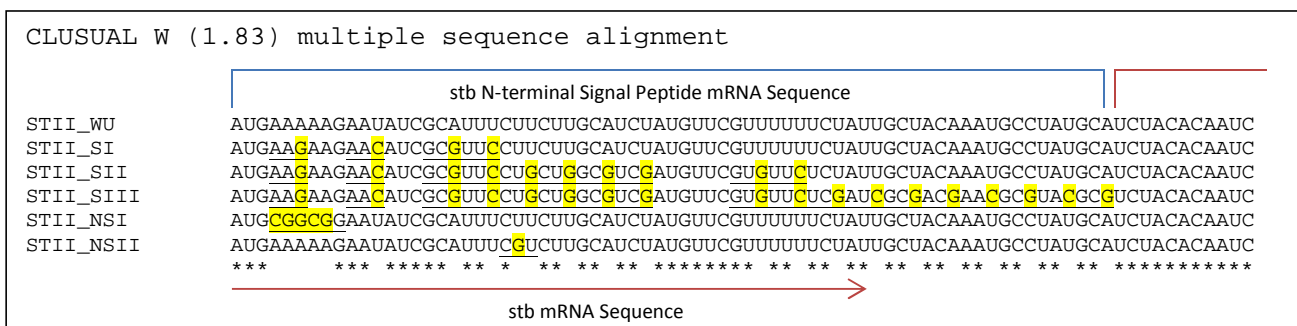 CLUSUAL W (1.83) multiple sequence alignment
stb N-terminal Signal Peptide mRNA Sequence
STII_WU AUGAAAAAGAAUAUCGCAUUUCUUCUUGCAUCUAUGUUCGUUUUUUCUAUUGCUACAAAUGCCUAUGCAUCUACACAAUC
STII_SI AUGAAGAAGAACAUCGCGUUCCUUCUUGCAUCUAUGUUCGUUUUUUCUAUUGCUACAAAUGCCUAUGCAUCUACACAAUC
STII_SII AUGAAGAAGAACAUCGCGUUCCUGCUGGCGUCGAUGUUCGUGUUCUCUAUUGCUACAAAUGCCUAUGCAUCUACACAAUC
STII_SIII AUGAAGAAGAACAUCGCGUUCCUGCUGGCGUCGAUGUUCGUGUUCUCGAUCGCGACGAACGCGUACGCGUCUACACAAUC
STII_NSI AUGCGGCGGAAUAUCGCAUUUCUUCUUGCAUCUAUGUUCGUUUUUUCUAUUGCUACAAAUGCCUAUGCAUCUACACAAUC
STII_NSII AUGAAAAAGAAUAUCGCAUUUCGUCUUGCAUCUAUGUUCGUUUUUUCUAUUGCUACAAAUGCCUAUGCAUCUACACAAUC
***     *** ***** ** *  ** ** ** ******** ** ** ** ** ** ** ** ** ** ***********
stb mRNA Sequence